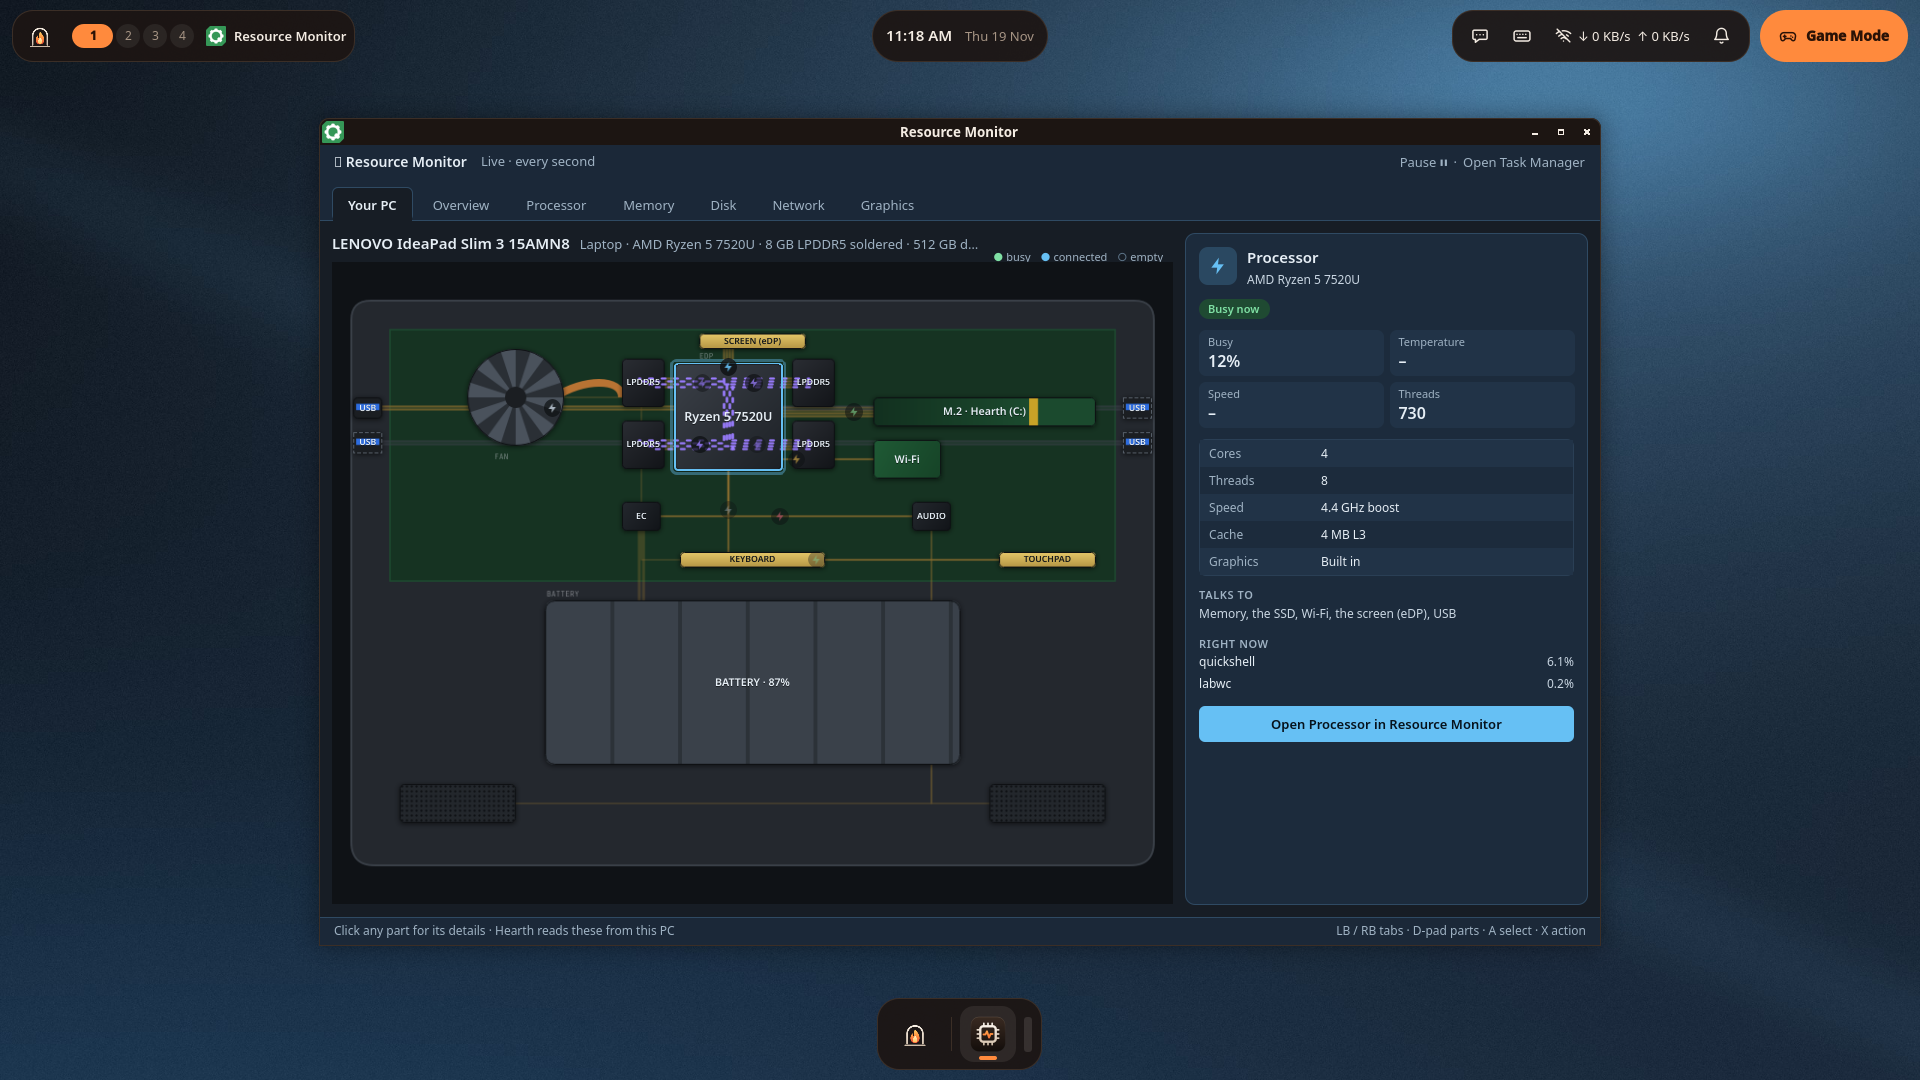 1 2 3 4 Resource Monitor
11:18 AM Thu 19 Nov
↓ 0 KB/s ↑ 0 KB/s
Game Mode
Resource Monitor
Resource Monitor Live · every second
Pause · Open Task Manager
Your PC Overview Processor Memory Disk Network Graphics
LENOVO IdeaPad Slim 3 15AMN8 Laptop · AMD Ryzen 5 7520U · 8 GB LPDDR5 soldered · 512 GB d...
busy connected empty
SCREEN (eDP)
EDP
LPDDR5 LPDDR5
USB USB
M.2 · Hearth (C:)
Ryzen 5 7520U
USB USB
LPDDR5 LPDDR5
FAN
Wi-Fi
EC AUDIO
KEYBOARD TOUCHPAD
BATTERY
BATTERY · 87%
Processor
AMD Ryzen 5 7520U
Busy now
Busy
12%
Temperature
–
Speed
–
Threads
730
Cores 4
Threads 8
Speed 4.4 GHz boost
Cache 4 MB L3
Graphics Built in
TALKS TO
Memory, the SSD, Wi-Fi, the screen (eDP), USB
RIGHT NOW
quickshell 6.1%
labwc 0.2%
Open Processor in Resource Monitor
Click any part for its details · Hearth reads these from this PC
LB / RB tabs · D-pad parts · A select · X action